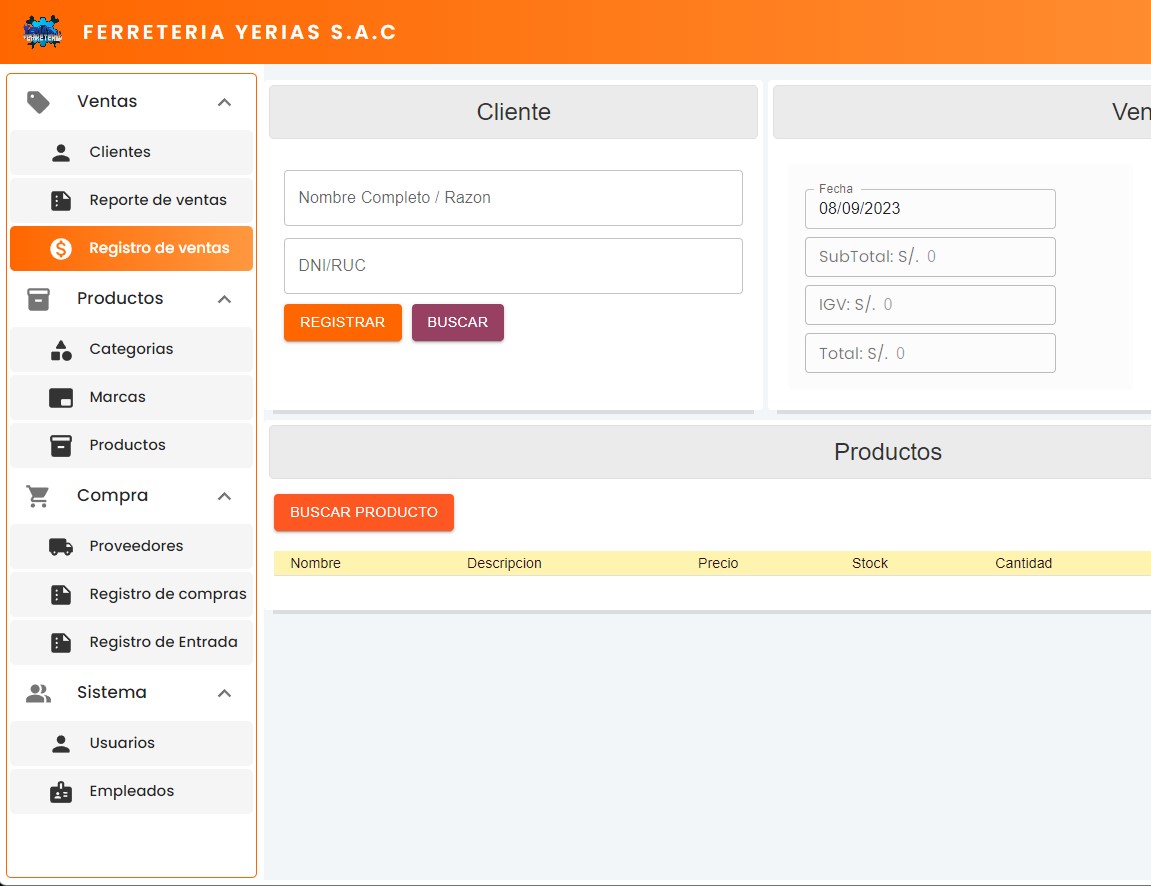 FERRETERIA YERIAS S.A.C
Ventas
Clientes
Reporte de ventas
Registro de ventas
Productos
Categorias
Marcas
Productos
Compra
Proveedores
Registro de compras
Registro de Entrada
Sistema
Usuarios
Empleados
Cliente
Nombre Completo / Razon
DNI/RUC
REGISTRAR BUSCAR
Ven
Fecha
08/09/2023
SubTotal: S/. 0
IGV: S/. 0
Total: S/. 0
Productos
BUSCAR PRODUCTO
Nombre Descripcion Precio Stock Cantidad